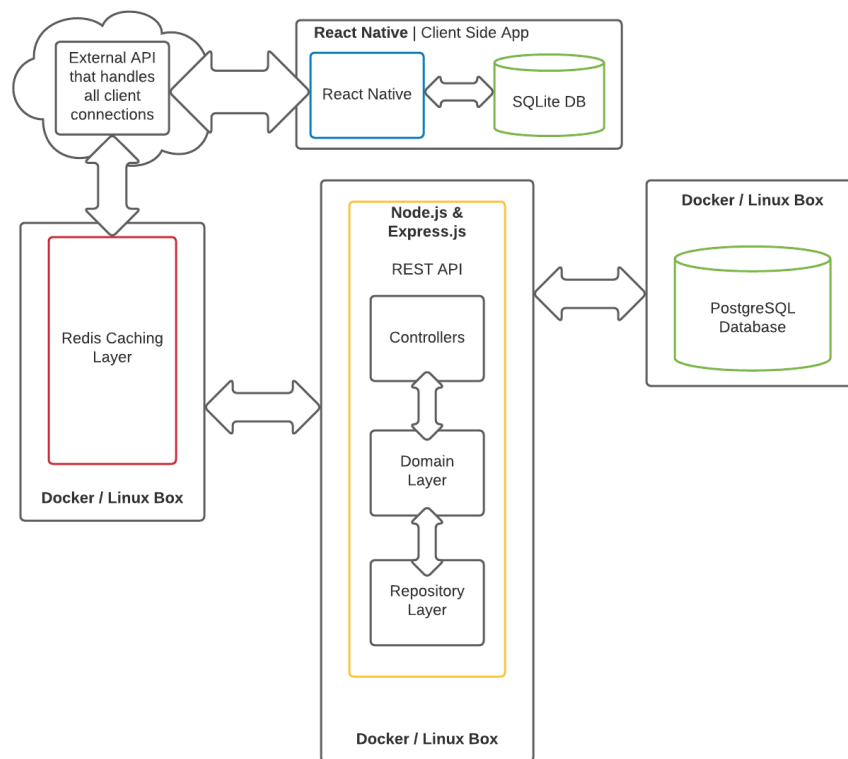 External API
that handles
all client
connections
React Native | Client Side App
React Native
SQLite DB
Redis Caching
Layer
Docker / Linux Box
Node.js &
Express.js
REST API
Controllers
Domain
Layer
Repository
Layer
Docker / Linux Box
Docker / Linux Box
PostgreSQL
Database